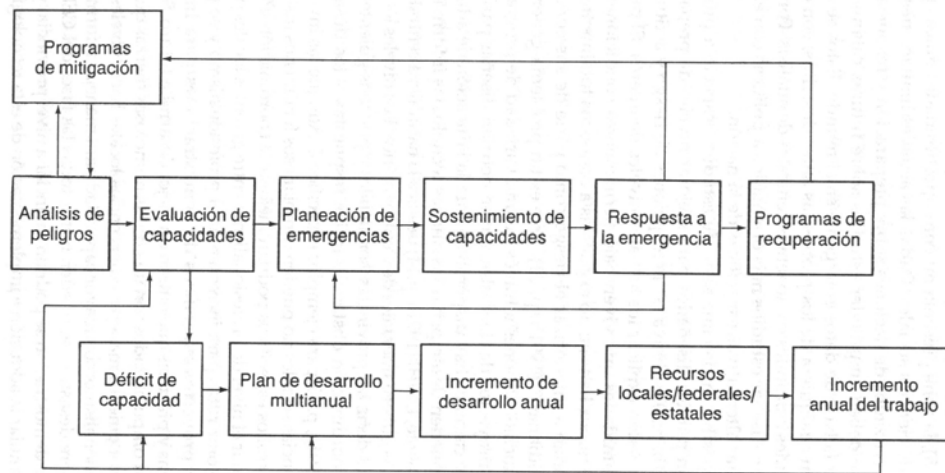 Programas
de mitigación
Análisis de
peligros
Evaluación de
capacidades
Planeación de
emergencias
Sostenimiento de
capacidades
Respuesta a
la emergencia
Programas de
recuperación
Déficit de
capacidad
Plan de desarrollo
multianual
Incremento de
desarrollo anual
Recursos
locales/federales/
estatales
Incremento
anual del trabajo